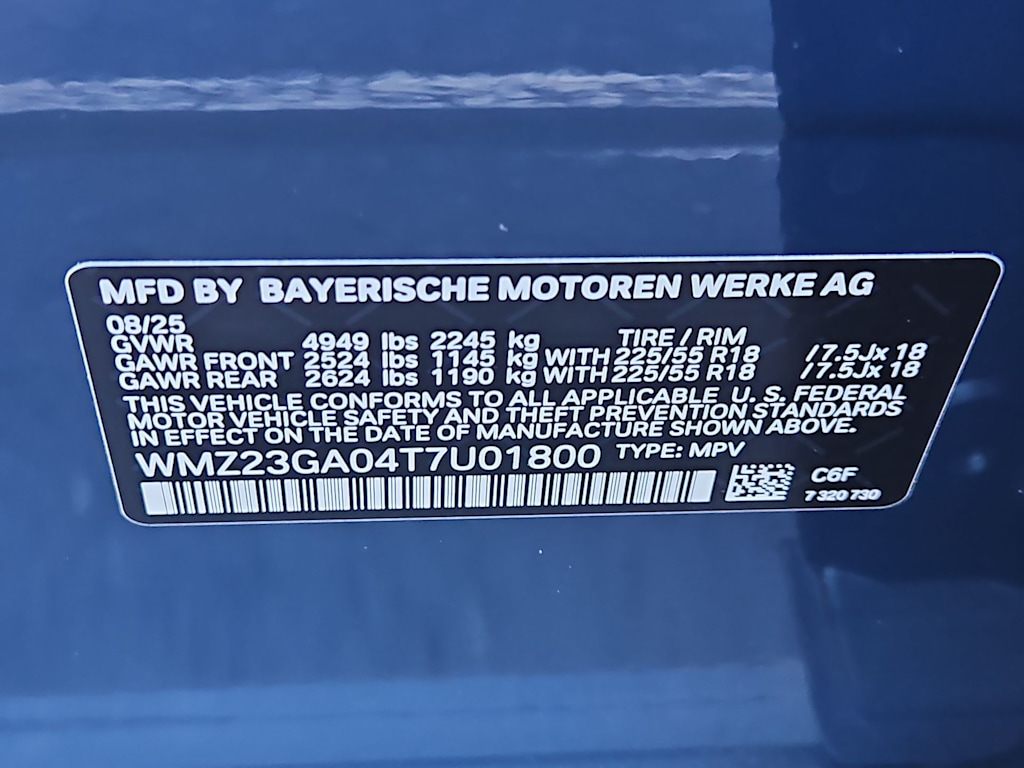 MFD BY BAYERISCHE MOTOREN WERKE AG
08/25 TIRE / RIM
GVWR 4949 lbs 2245 kg
GAWR FRONT 2524 lbs 1145 kg WITH 225/55 R18 / 7.5Jx 18
GAWR REAR 2624 lbs 1190 kg WITH 225/55 R18 / 7.5Jx 18
THIS VEHICLE CONFORMS TO ALL APPLICABLE U. S. FEDERAL
MOTOR VEHICLE SAFETY AND THEFT PREVENTION STANDARDS
IN EFFECT ON THE DATE OF MANUFACTURE SHOWN ABOVE.
WMZ23GA04T7U01800 TYPE: MPV
C6F
7 320 730